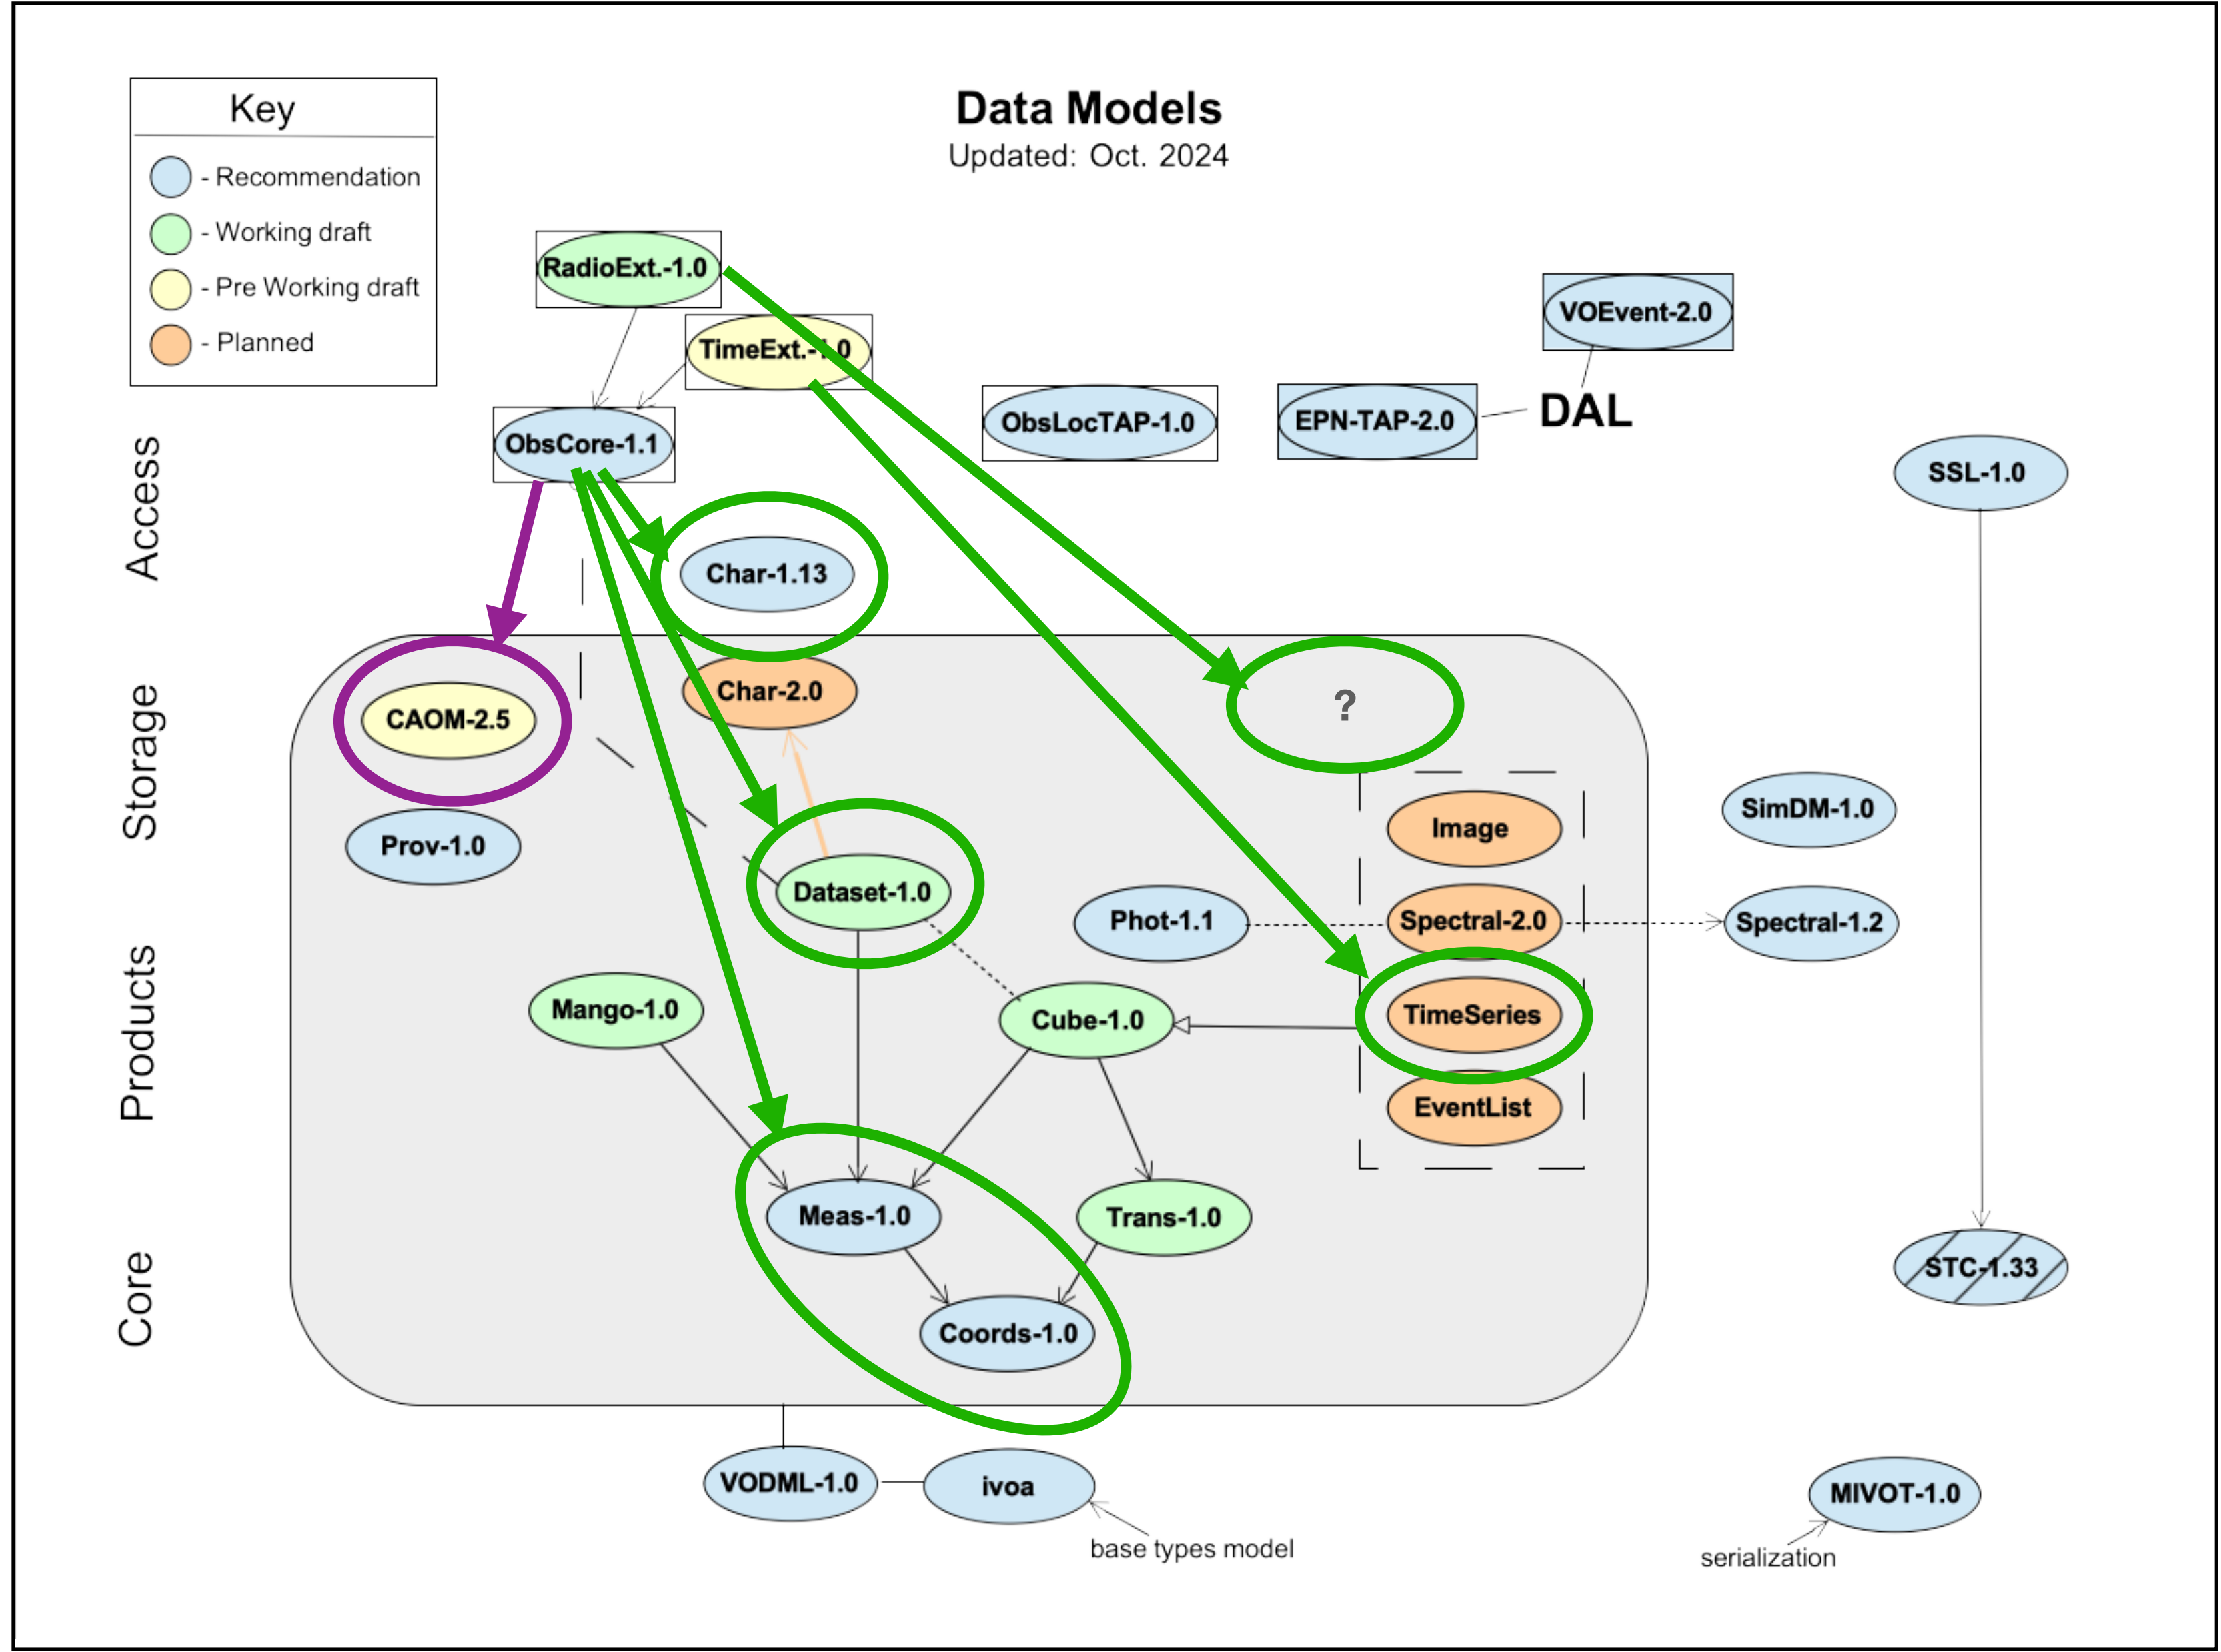 Key
- Recommendation
- Working draft
- Pre Working draft
- Planned
Data Models
Updated: Oct. 2024
RadioExt.-1.0
TimeExt.-1.0
VOEvent-2.0
ObsCore-1.1
ObsLocTAP-1.0
EPN-TAP-2.0
DAL
SSL-1.0
Access
Char-1.13
Storage
CAOM-2.5
Char-2.0
?
Prov-1.0
Image
SimDM-1.0
Dataset-1.0
Phot-1.1
Spectral-2.0
Spectral-1.2
Products
Mango-1.0
Cube-1.0
TimeSeries
EventList
Core
Meas-1.0
Trans-1.0
STC-1.33
Coords-1.0
VODML-1.0
ivoa
MIVOT-1.0
base types model
serialization